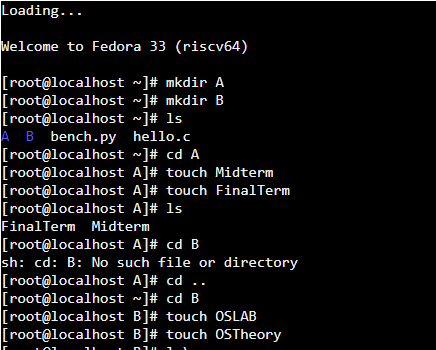 Loading...
Welcome to Fedora 33 (riscv64)
[root@localhost ~]# mkdir A
[root@localhost ~]# mkdir B
[root@localhost ~]# ls
A  B  bench.py  hello.c
[root@localhost ~]# cd A
[root@localhost A]# touch Midterm
[root@localhost A]# touch FinalTerm
[root@localhost A]# ls
FinalTerm  Midterm
[root@localhost A]# cd B
sh: cd: B: No such file or directory
[root@localhost A]# cd ..
[root@localhost ~]# cd B
[root@localhost B]# touch OSLAB
[root@localhost B]# touch OSTheory
[root@localhost B]#